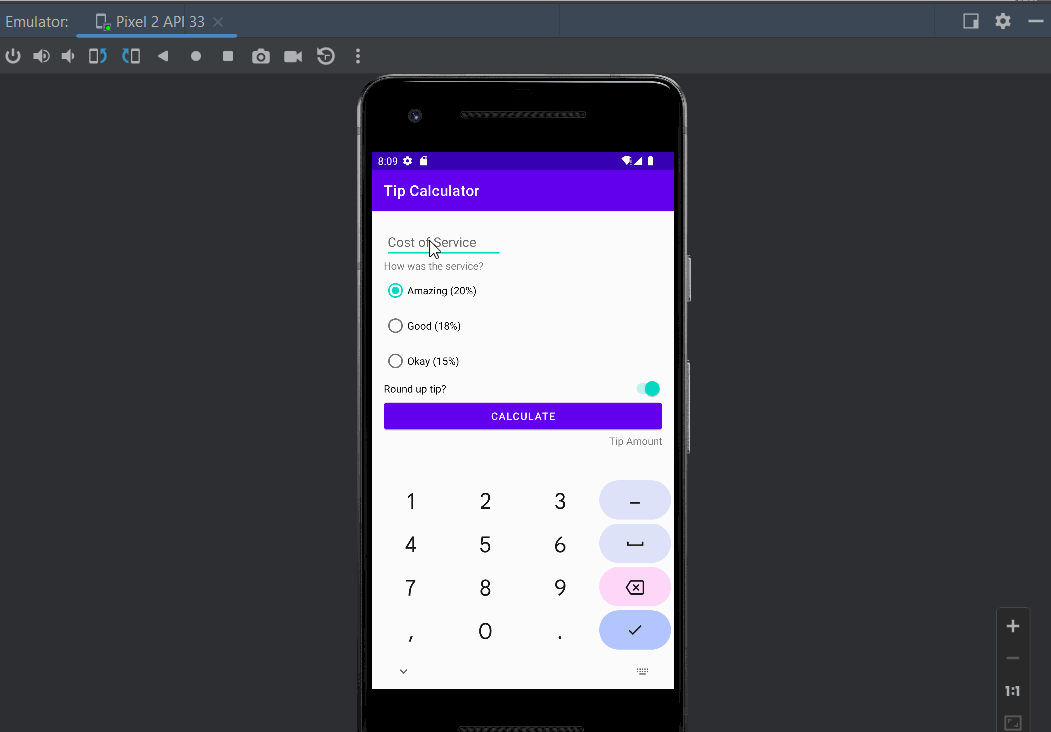 Emulator: Pixel 2 API 33
8:09
Tip Calculator
Cost of Service
How was the service?
Amazing (20%)
Good (18%)
Okay (15%)
Round up tip?
CALCULATE
Tip Amount
1 2 3 –
4 5 6
7 8 9
, 0 .
1:1